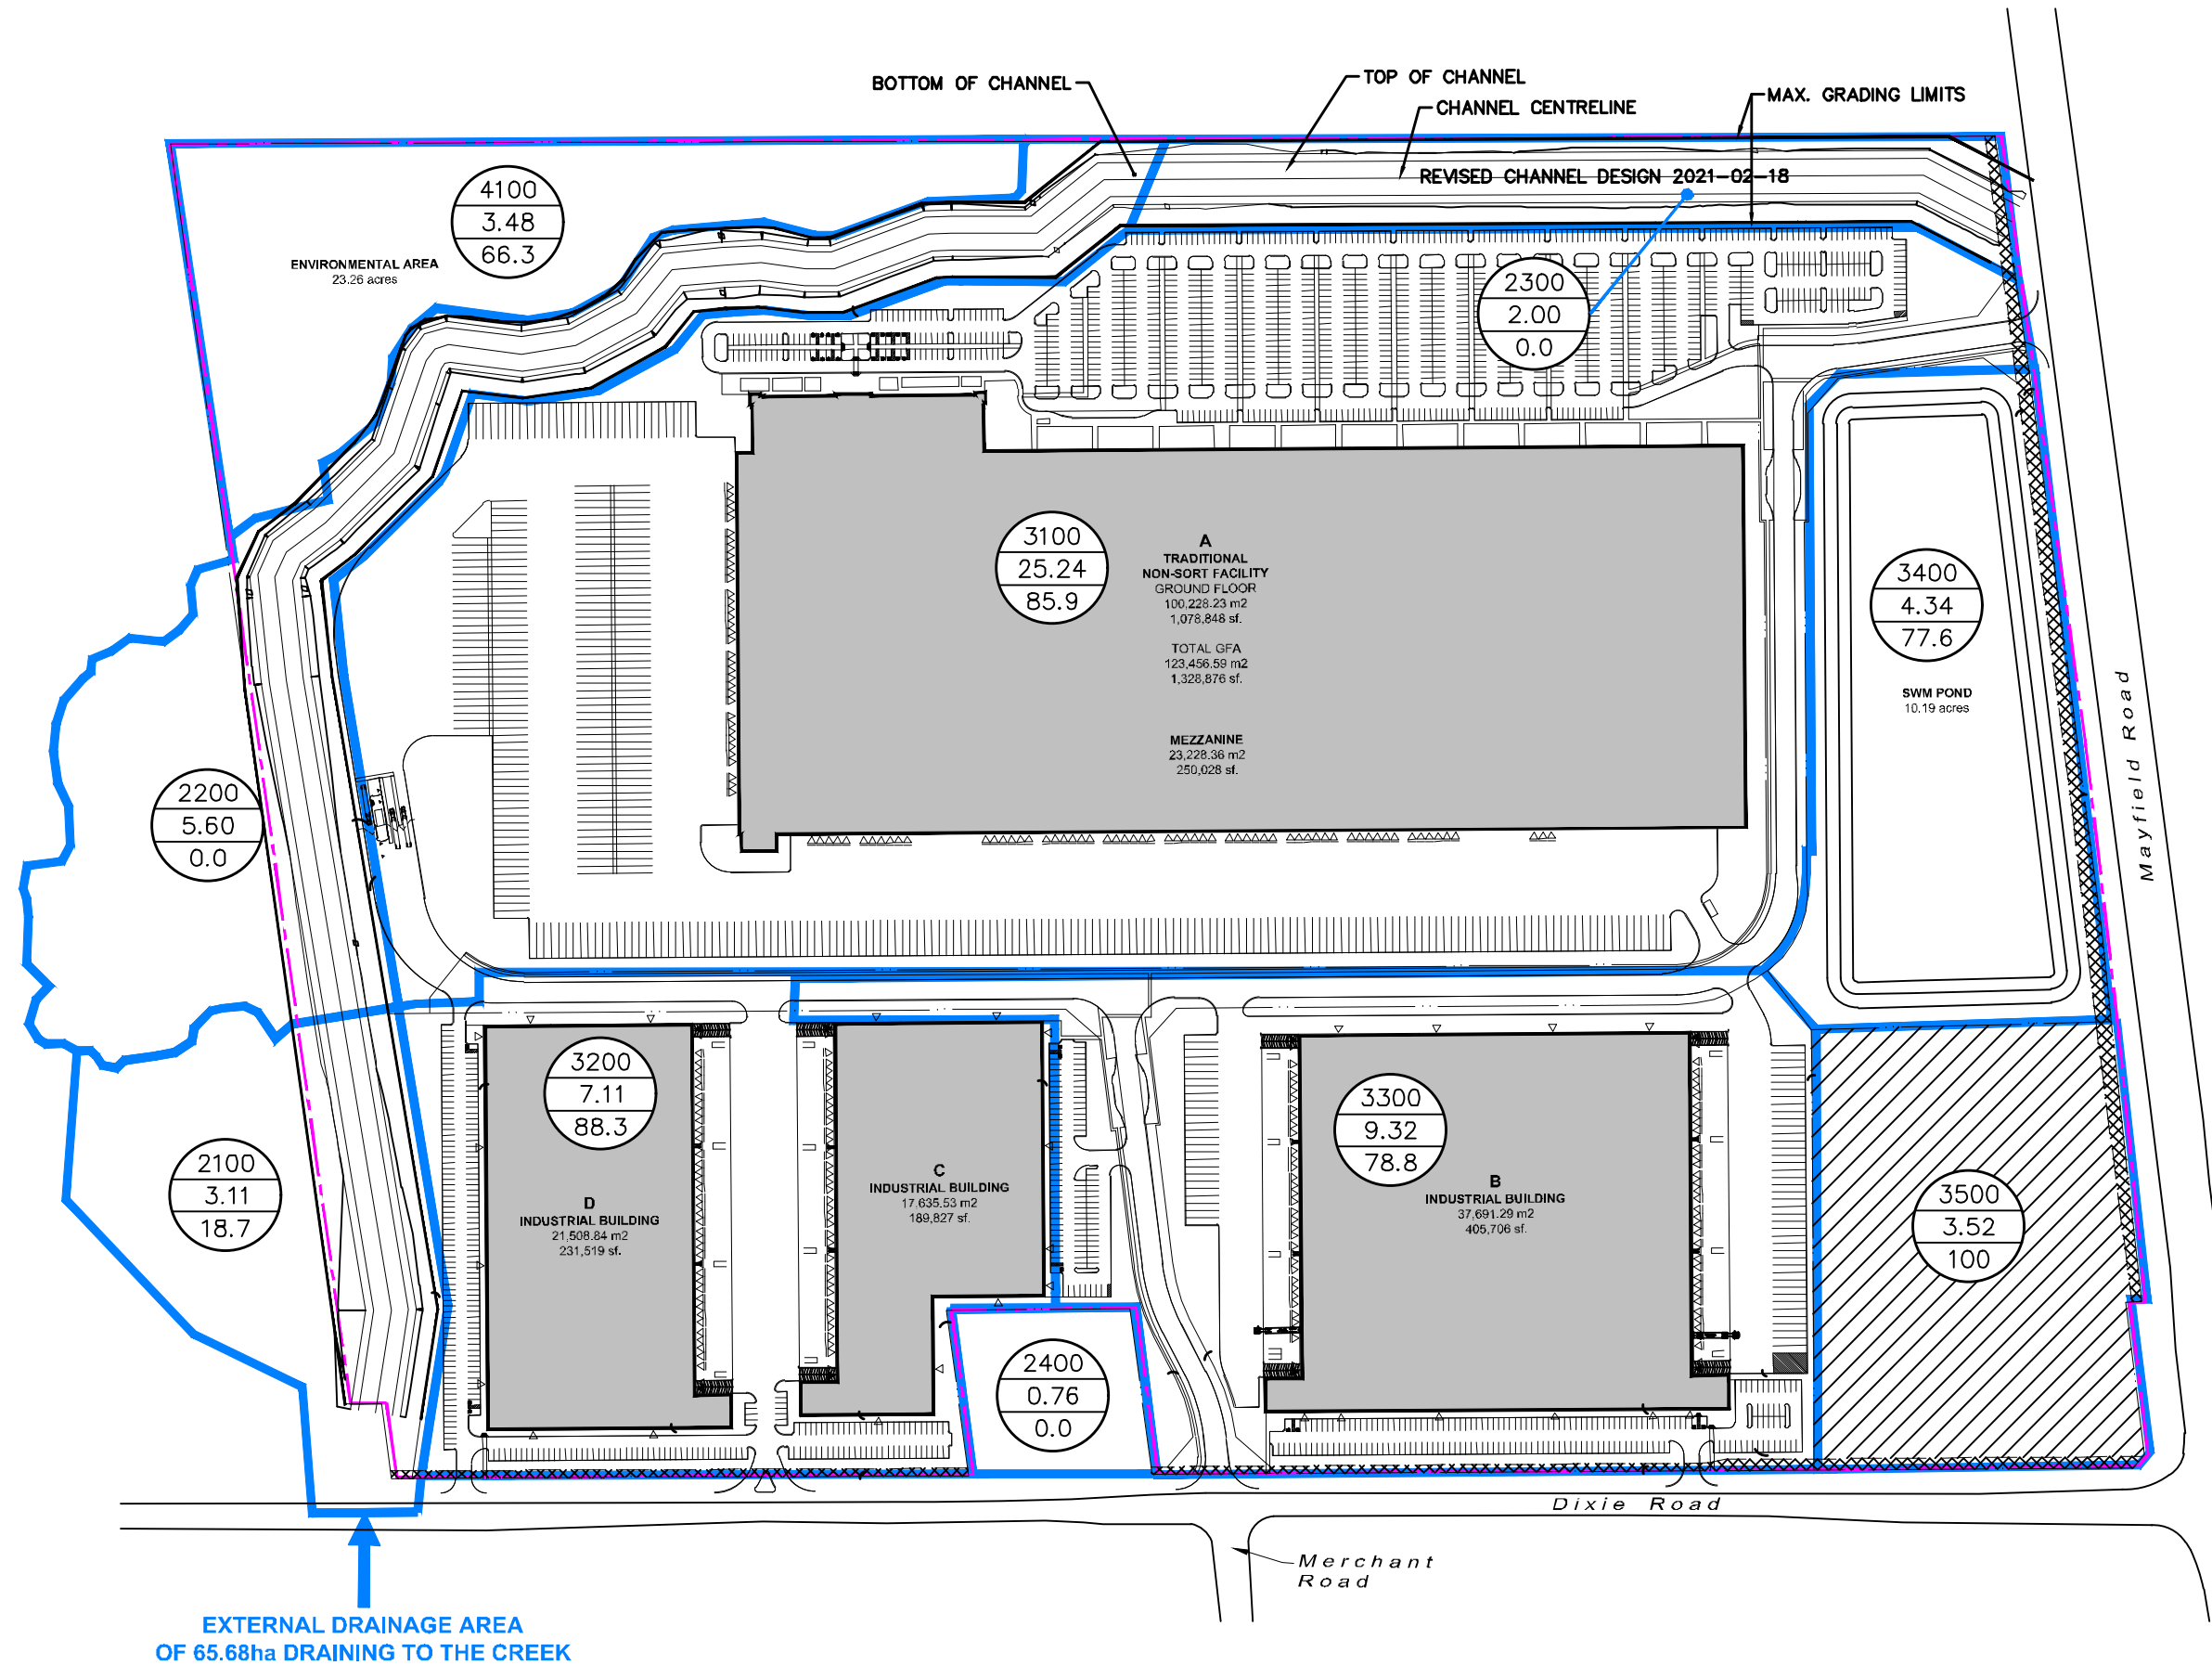 BOTTOM OF CHANNEL
TOP OF CHANNEL
CHANNEL CENTRELINE
MAX. GRADING LIMITS
REVISED CHANNEL DESIGN 2021-02-18
4100
3.48
66.3
ENVIRONMENTAL AREA
23.26 acres
2300
2.00
0.0
3100
25.24
85.9
A
TRADITIONAL
NON-SORT FACILITY
GROUND FLOOR
100,228.23 m2
1,078,848 sf.
TOTAL GFA
123,456.59 m2
1,328,876 sf.
MEZZANINE
23,228.36 m2
250,028 sf.
3400
4.34
77.6
SWM POND
10.19 acres
Mayfield Road
2200
5.60
0.0
2100
3.11
18.7
3200
7.11
88.3
D
INDUSTRIAL BUILDING
21,508.84 m2
231,519 sf.
C
INDUSTRIAL BUILDING
17,635.53 m2
189,827 sf.
3300
9.32
78.8
B
INDUSTRIAL BUILDING
37,691.29 m2
405,706 sf.
3500
3.52
100
2400
0.76
0.0
Dixie Road
Merchant
Road
EXTERNAL DRAINAGE AREA
OF 65.68ha DRAINING TO THE CREEK